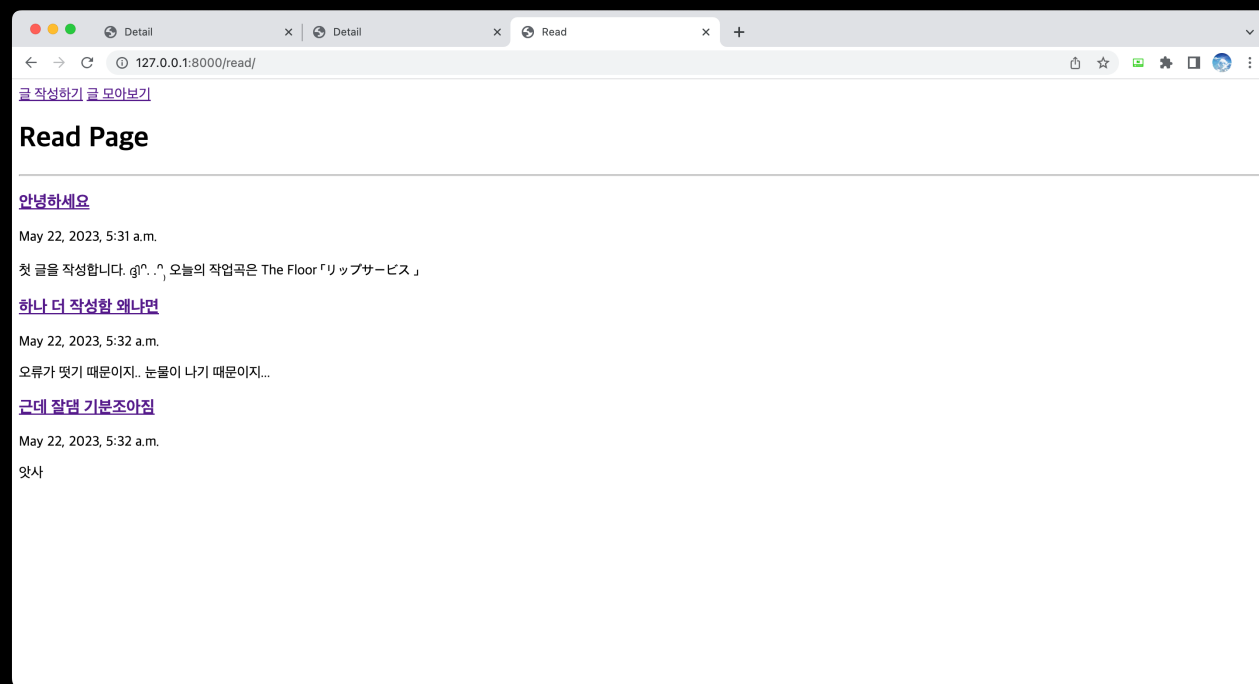 Detail
Detail
Read
127.0.0.1:8000/read/
글 작성하기 글 모아보기
Read Page
안녕하세요
May 22, 2023, 5:31 a.m.
첫 글을 작성합니다. 오늘의 작업곡은 The Floor「リップサービス 」
하나 더 작성함 왜냐면
May 22, 2023, 5:32 a.m.
오류가 떳기 때문이지.. 눈물이 나기 때문이지...
근데 잘댐 기분조아짐
May 22, 2023, 5:32 a.m.
앗사